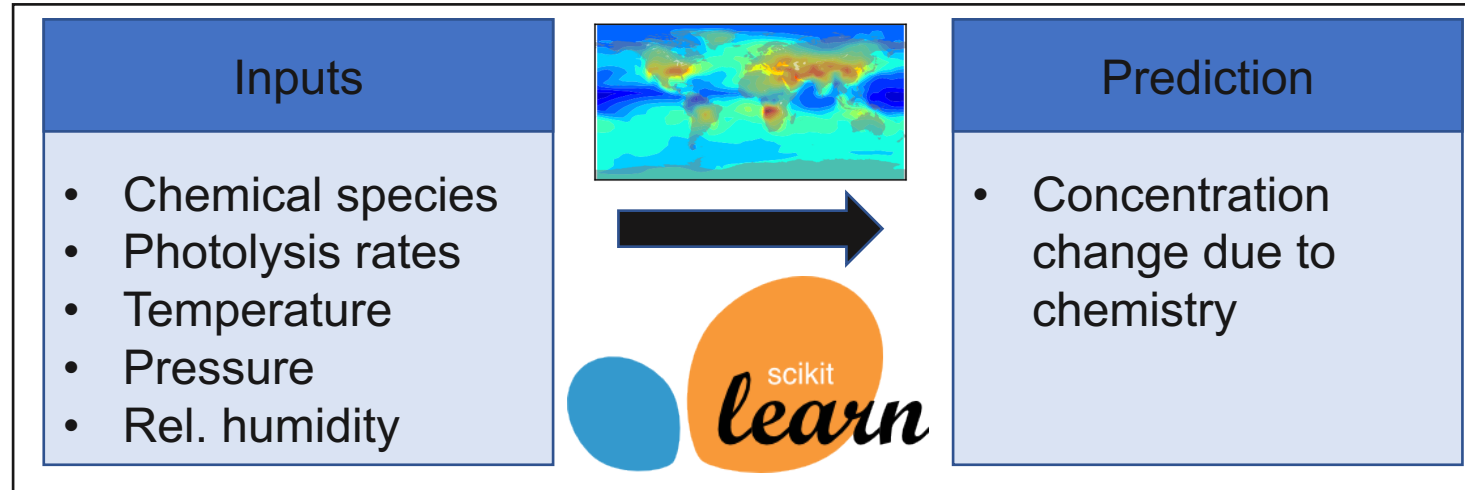 Inputs
• Chemical species
• Photolysis rates
• Temperature
• Pressure
• Rel. humidity
scikit
learn
Prediction
• Concentration
change due to
chemistry